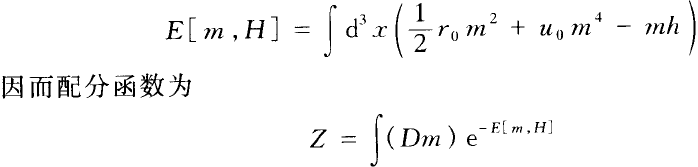 E[m,H] = ∫ d³x ( 1/2 r₀ m² + u₀ m⁴ − mh )
因而配分函数为
Z = ∫(Dm) e^{-E[m,H]}